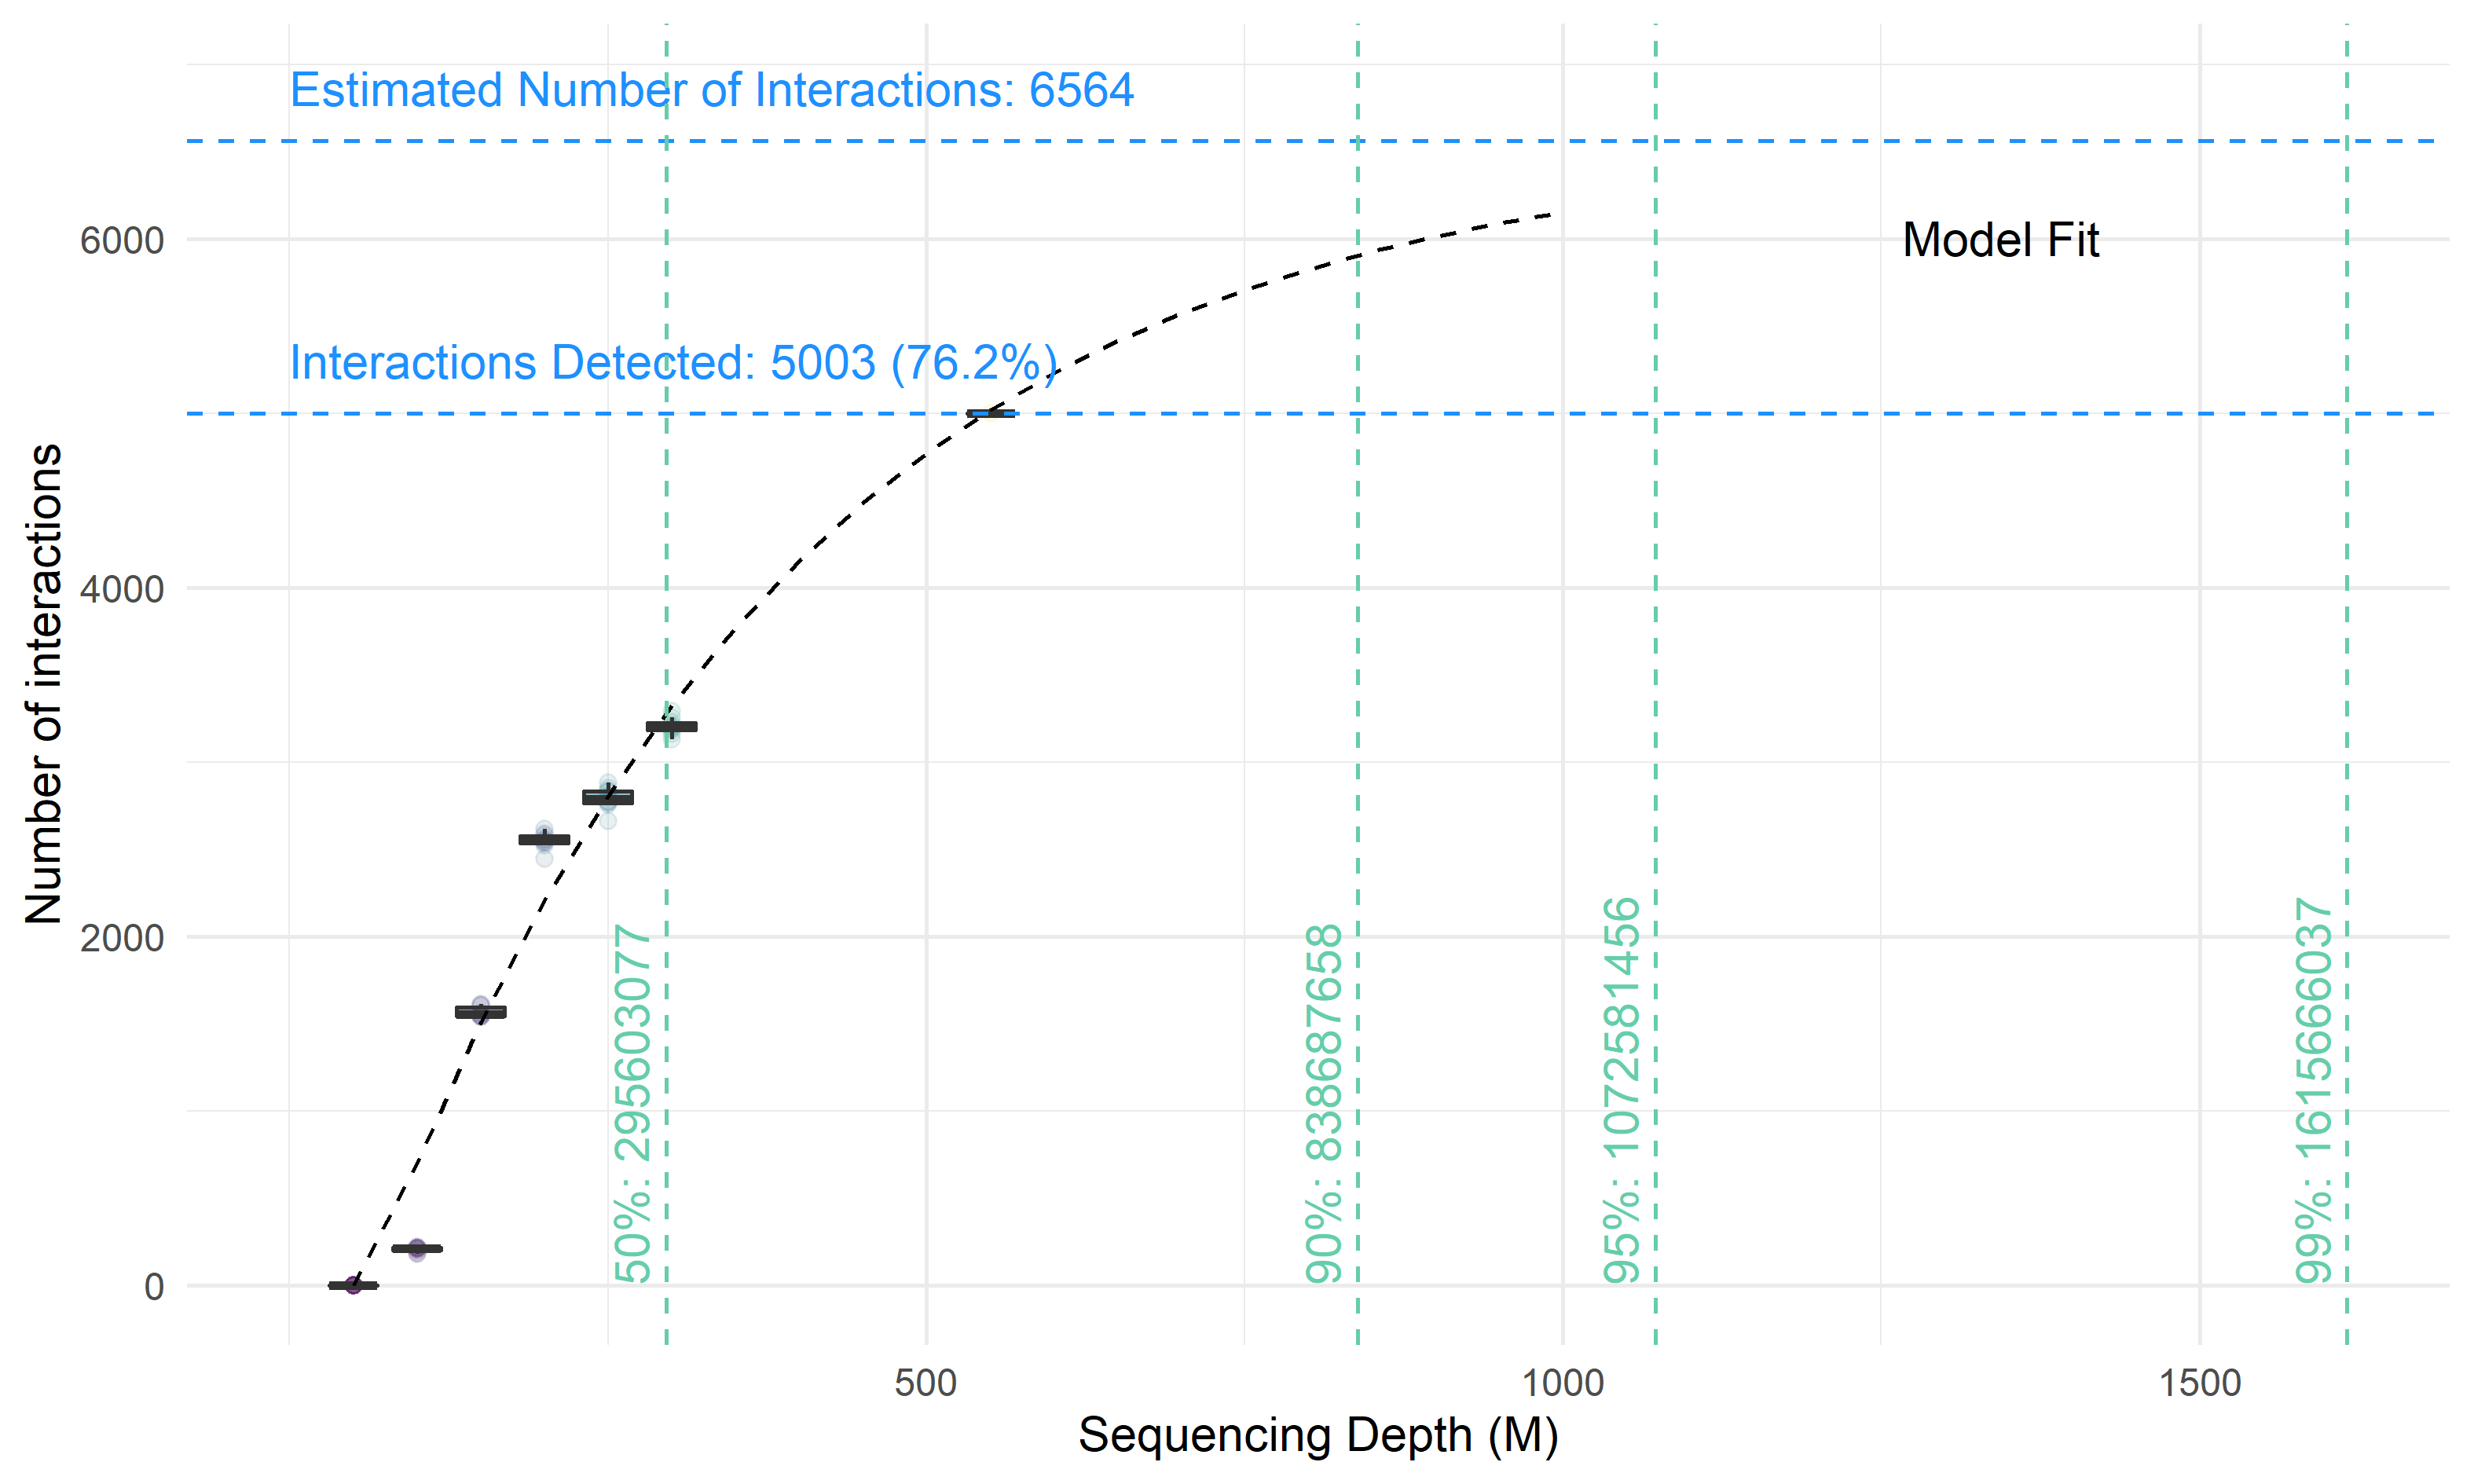 Estimated Number of Interactions: 6564
6000
Model Fit
Interactions Detected: 5003 (76.2%)
Number of interactions
4000
2000
0
50%: 295603077
90%: 838687658
95%: 1072581456
99%: 1615666037
500
1000
1500
Sequencing Depth (M)